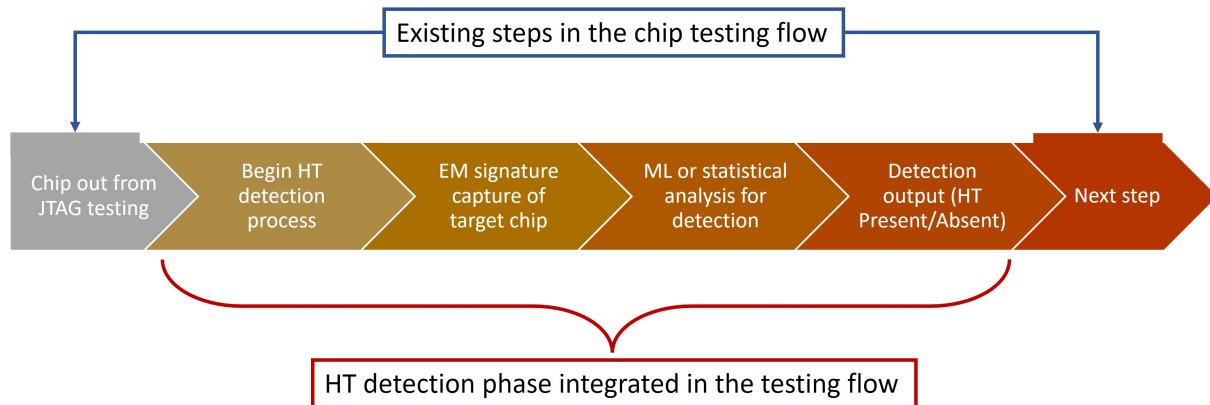 Existing steps in the chip testing flow
Chip out from
JTAG testing
Begin HT
detection
process
EM signature
capture of
target chip
ML or statistical
analysis for
detection
Detection
output (HT
Present/Absent)
Next step
HT detection phase integrated in the testing flow